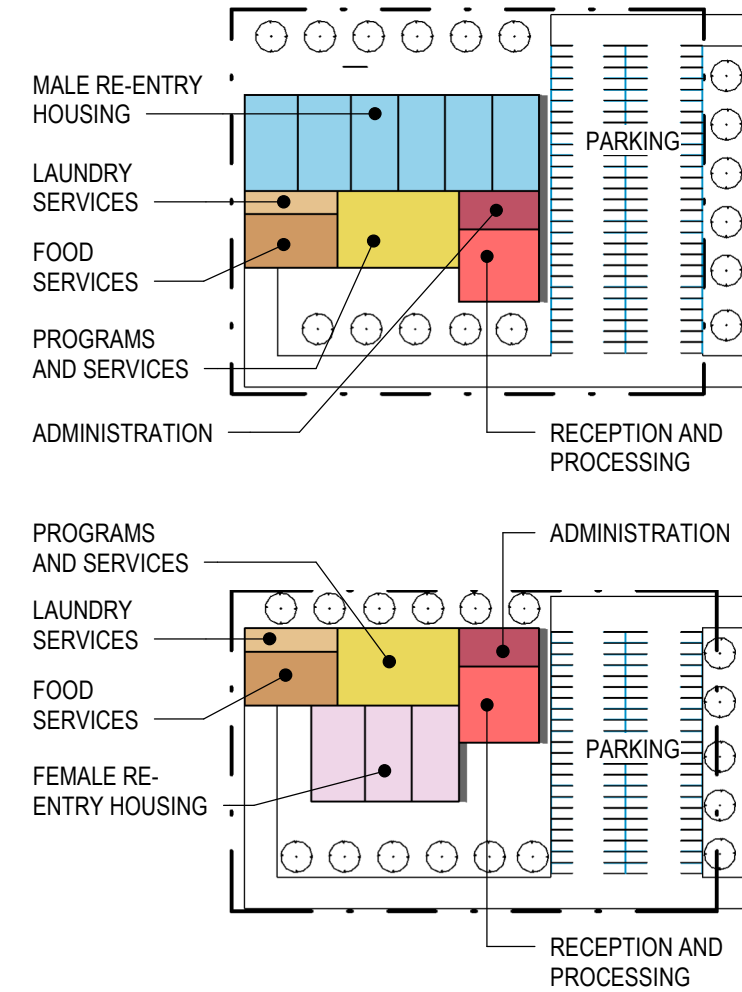 MALE RE-ENTRY
HOUSING
PARKING
LAUNDRY
SERVICES
FOOD
SERVICES
PROGRAMS
AND SERVICES
ADMINISTRATION
RECEPTION AND
PROCESSING
PROGRAMS
AND SERVICES
ADMINISTRATION
LAUNDRY
SERVICES
FOOD
SERVICES
PARKING
FEMALE RE-
ENTRY HOUSING
RECEPTION AND
PROCESSING